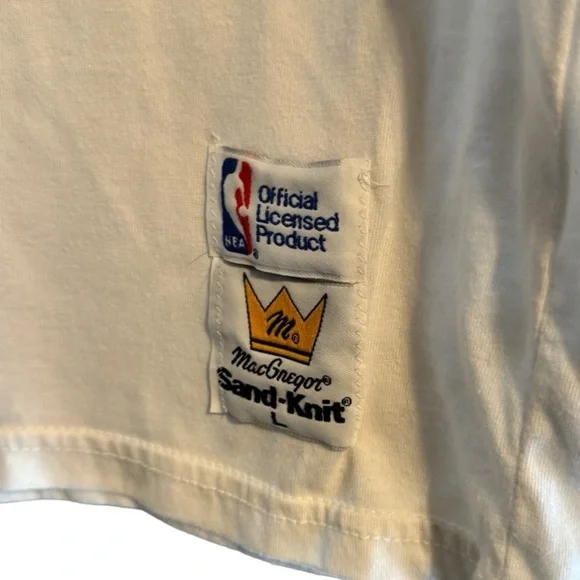 Official
Licensed
Product
NBA®
M®
MacGregor®
Sand-Knit®
L